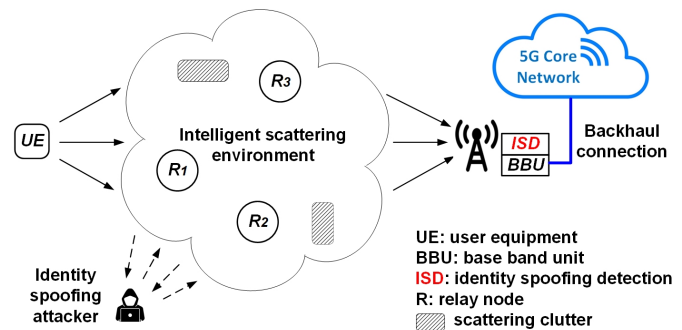 5G Core
Network
R3
UE
Intelligent scattering
environment
ISD
BBU
Backhaul
connection
R1
R2
Identity
spoofing
attacker
UE: user equipment
BBU: base band unit
ISD: identity spoofing detection
R: relay node
scattering clutter